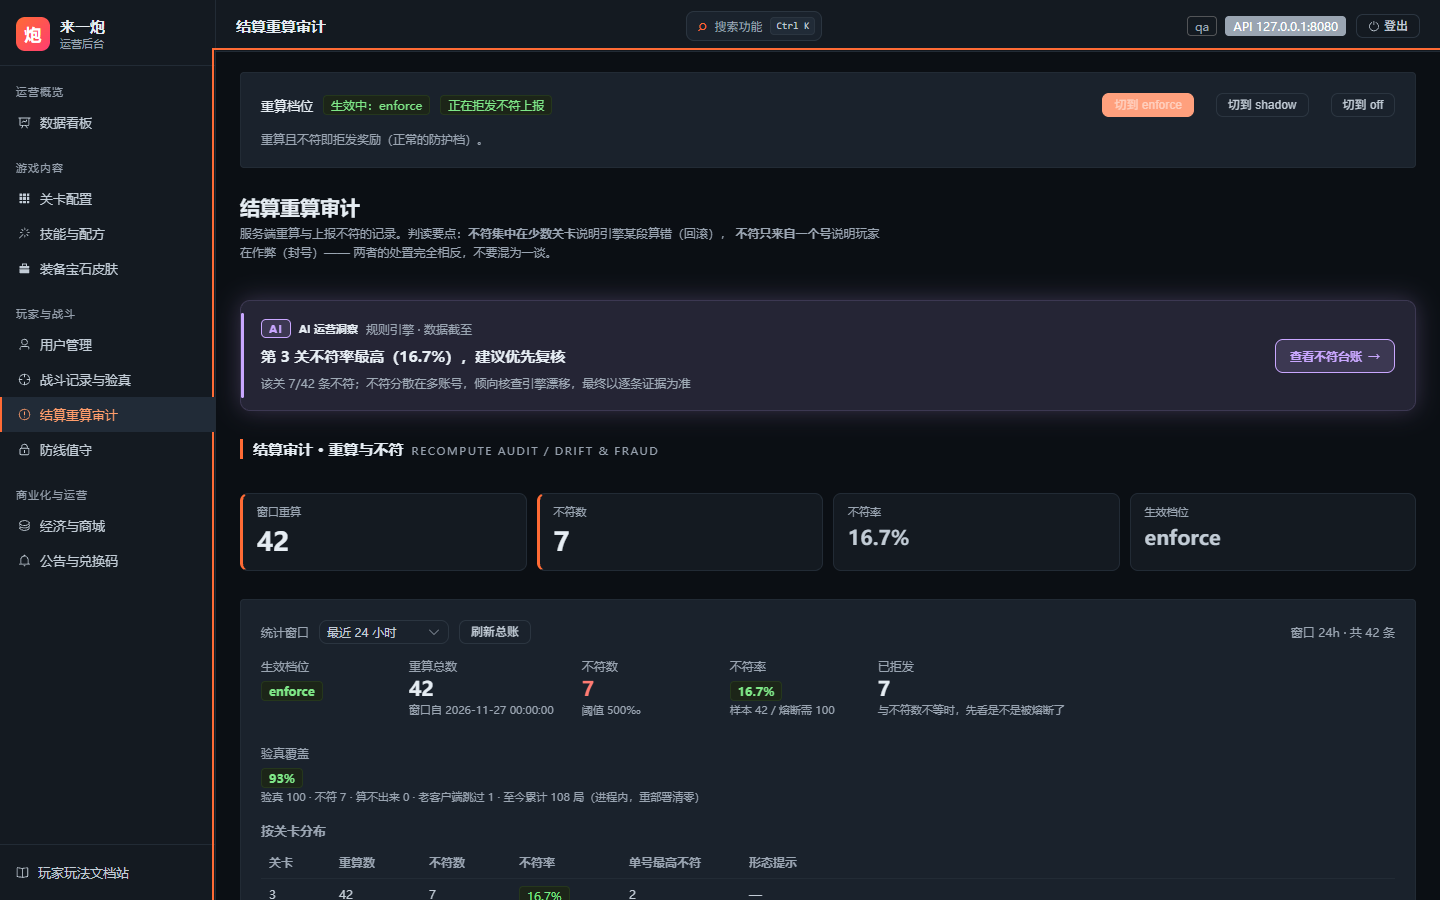 炮
来一炮
运营后台
结算重算审计
搜索功能 Ctrl K
qa
API 127.0.0.1:8080
登出
运营概览
数据看板
游戏内容
关卡配置
技能与配方
装备宝石皮肤
玩家与战斗
用户管理
战斗记录与验真
结算重算审计
防线值守
商业化与运营
经济与商城
公告与兑换码
玩家玩法文档站
重算档位 生效中：enforce 正在拒发不符上报
切到 enforce 切到 shadow 切到 off
重算且不符即拒发奖励（正常的防护档）。
结算重算审计
服务端重算与上报不符的记录。判读要点：不符集中在少数关卡说明引擎某段算错（回滚）， 不符只来自一个号说明玩家
在作弊（封号）—— 两者的处置完全相反，不要混为一谈。
AI AI 运营洞察 规则引擎 · 数据截至
第 3 关不符率最高（16.7%），建议优先复核
该关 7/42 条不符；不符分散在多账号，倾向核查引擎漂移，最终以逐条证据为准
查看不符台账 →
结算审计 • 重算与不符 RECOMPUTE AUDIT / DRIFT & FRAUD
窗口重算
42
不符数
7
不符率
16.7%
生效档位
enforce
统计窗口 最近 24 小时 刷新总账
窗口 24h · 共 42 条
生效档位
enforce
重算总数
42
窗口自 2026-11-27 00:00:00
不符数
7
阈值 500‰
不符率
16.7%
样本 42 / 熔断需 100
已拒发
7
与不符数不等时，先看是不是被熔断了
验真覆盖
93%
验真 100 · 不符 7 · 算不出来 0 · 老客户端跳过 1 · 至今累计 108 局（进程内，重部署清零）
按关卡分布
关卡 重算数 不符数 不符率 单号最高不符 形态提示
3 42 7 16.7% 2 —